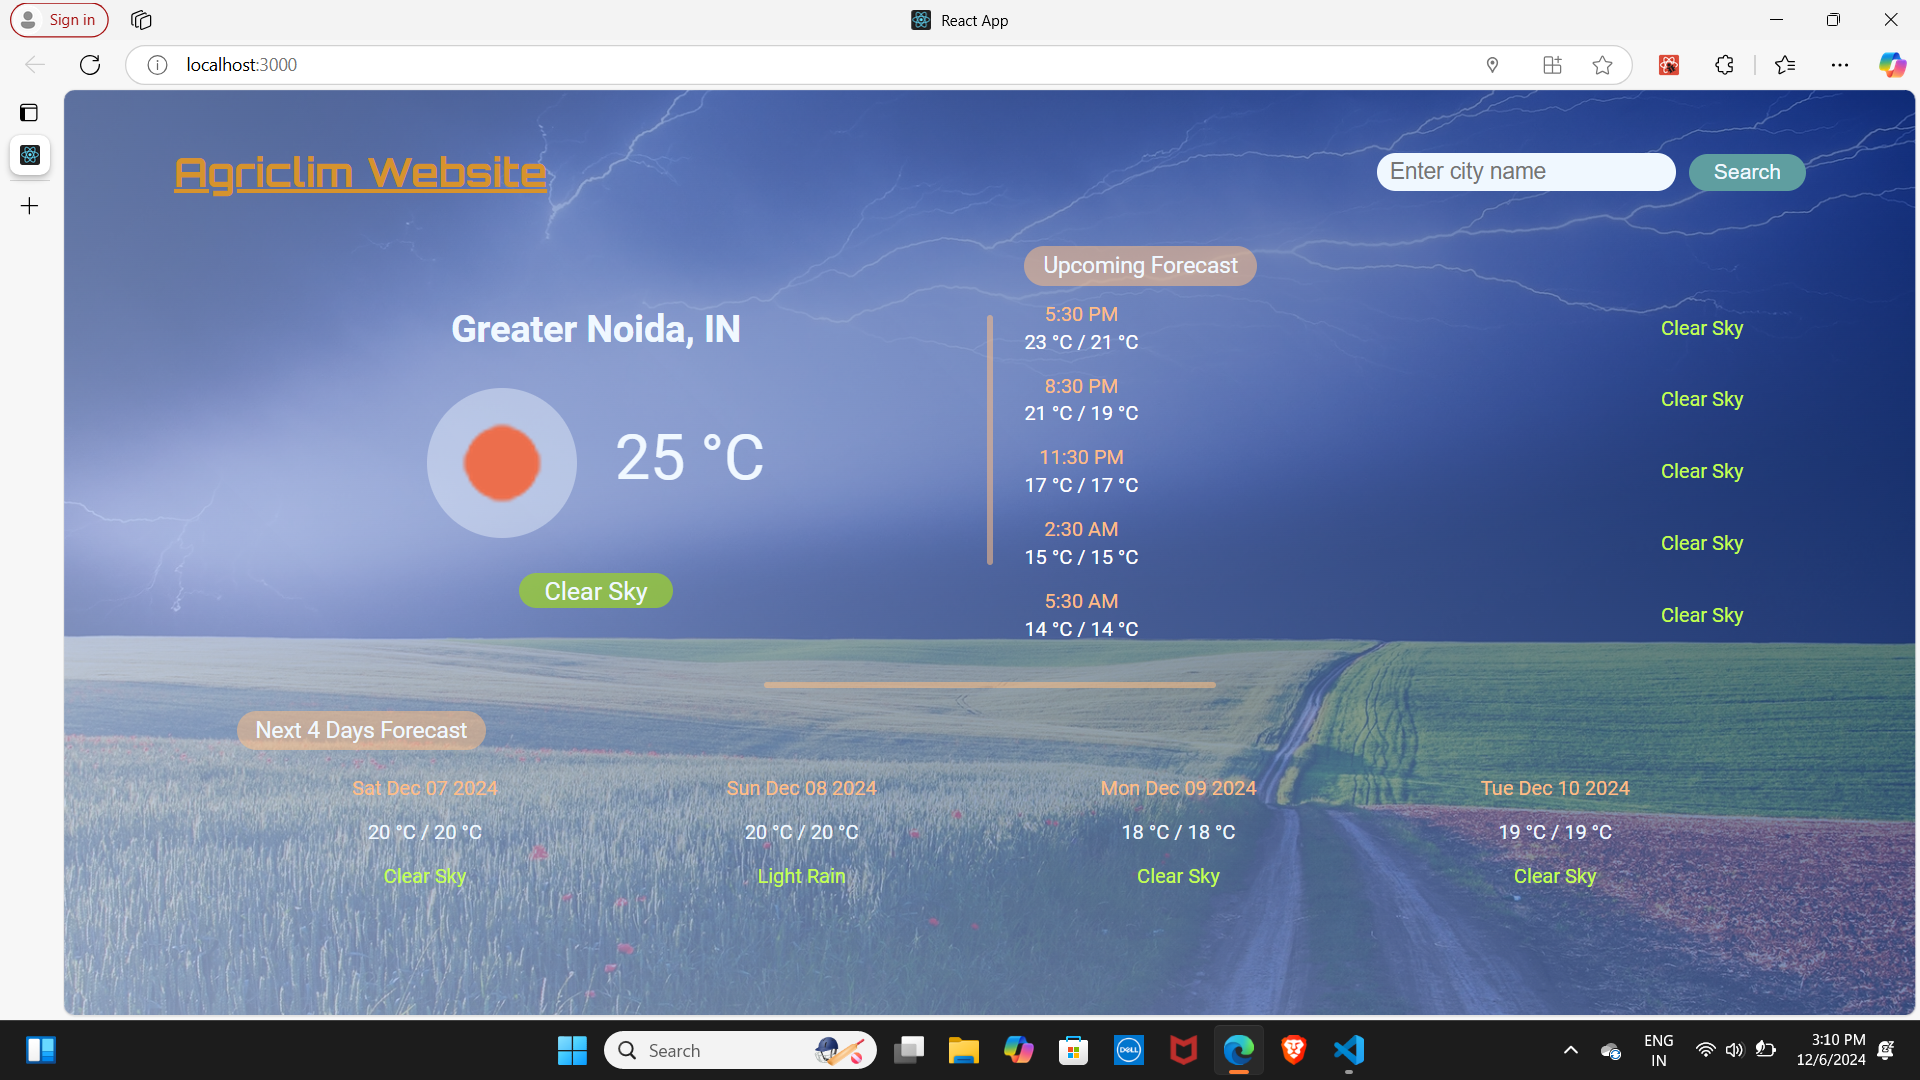 Sign in
React App
localhost:3000
Agriclim Website
Enter city name
Search
Upcoming Forecast
Greater Noida, IN
25 °C
Clear Sky
5:30 PM
23 °C / 21 °C
Clear Sky
8:30 PM
21 °C / 19 °C
Clear Sky
11:30 PM
17 °C / 17 °C
Clear Sky
2:30 AM
15 °C / 15 °C
Clear Sky
5:30 AM
14 °C / 14 °C
Clear Sky
Next 4 Days Forecast
Sat Dec 07 2024
20 °C / 20 °C
Clear Sky
Sun Dec 08 2024
20 °C / 20 °C
Light Rain
Mon Dec 09 2024
18 °C / 18 °C
Clear Sky
Tue Dec 10 2024
19 °C / 19 °C
Clear Sky
Search
DELL
ENG
IN
3:10 PM
12/6/2024